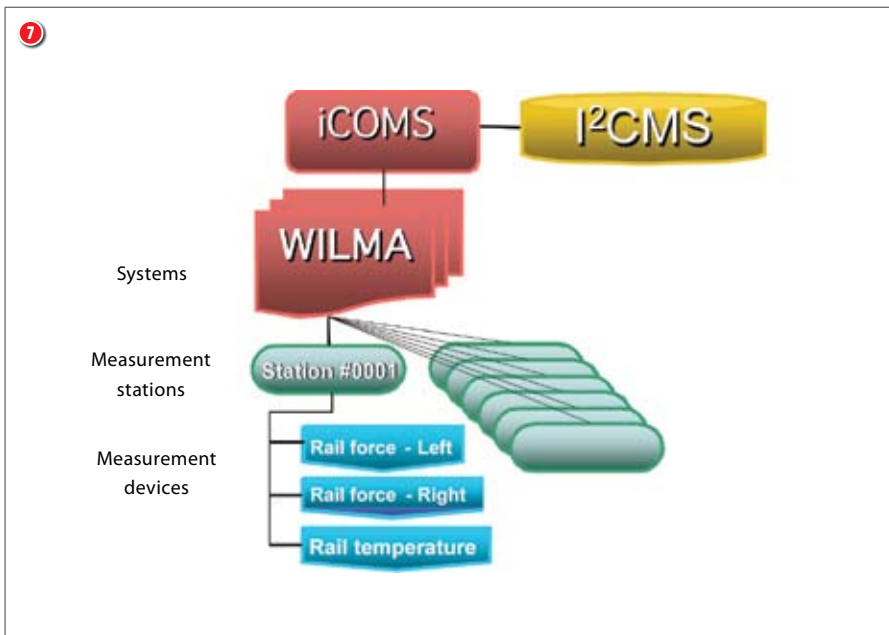 7
iCOMS
I²CMS
WILMA
Systems
Measurement
stations
Station #0001
Measurement
devices
Rail force - Left
Rail force - Right
Rail temperature